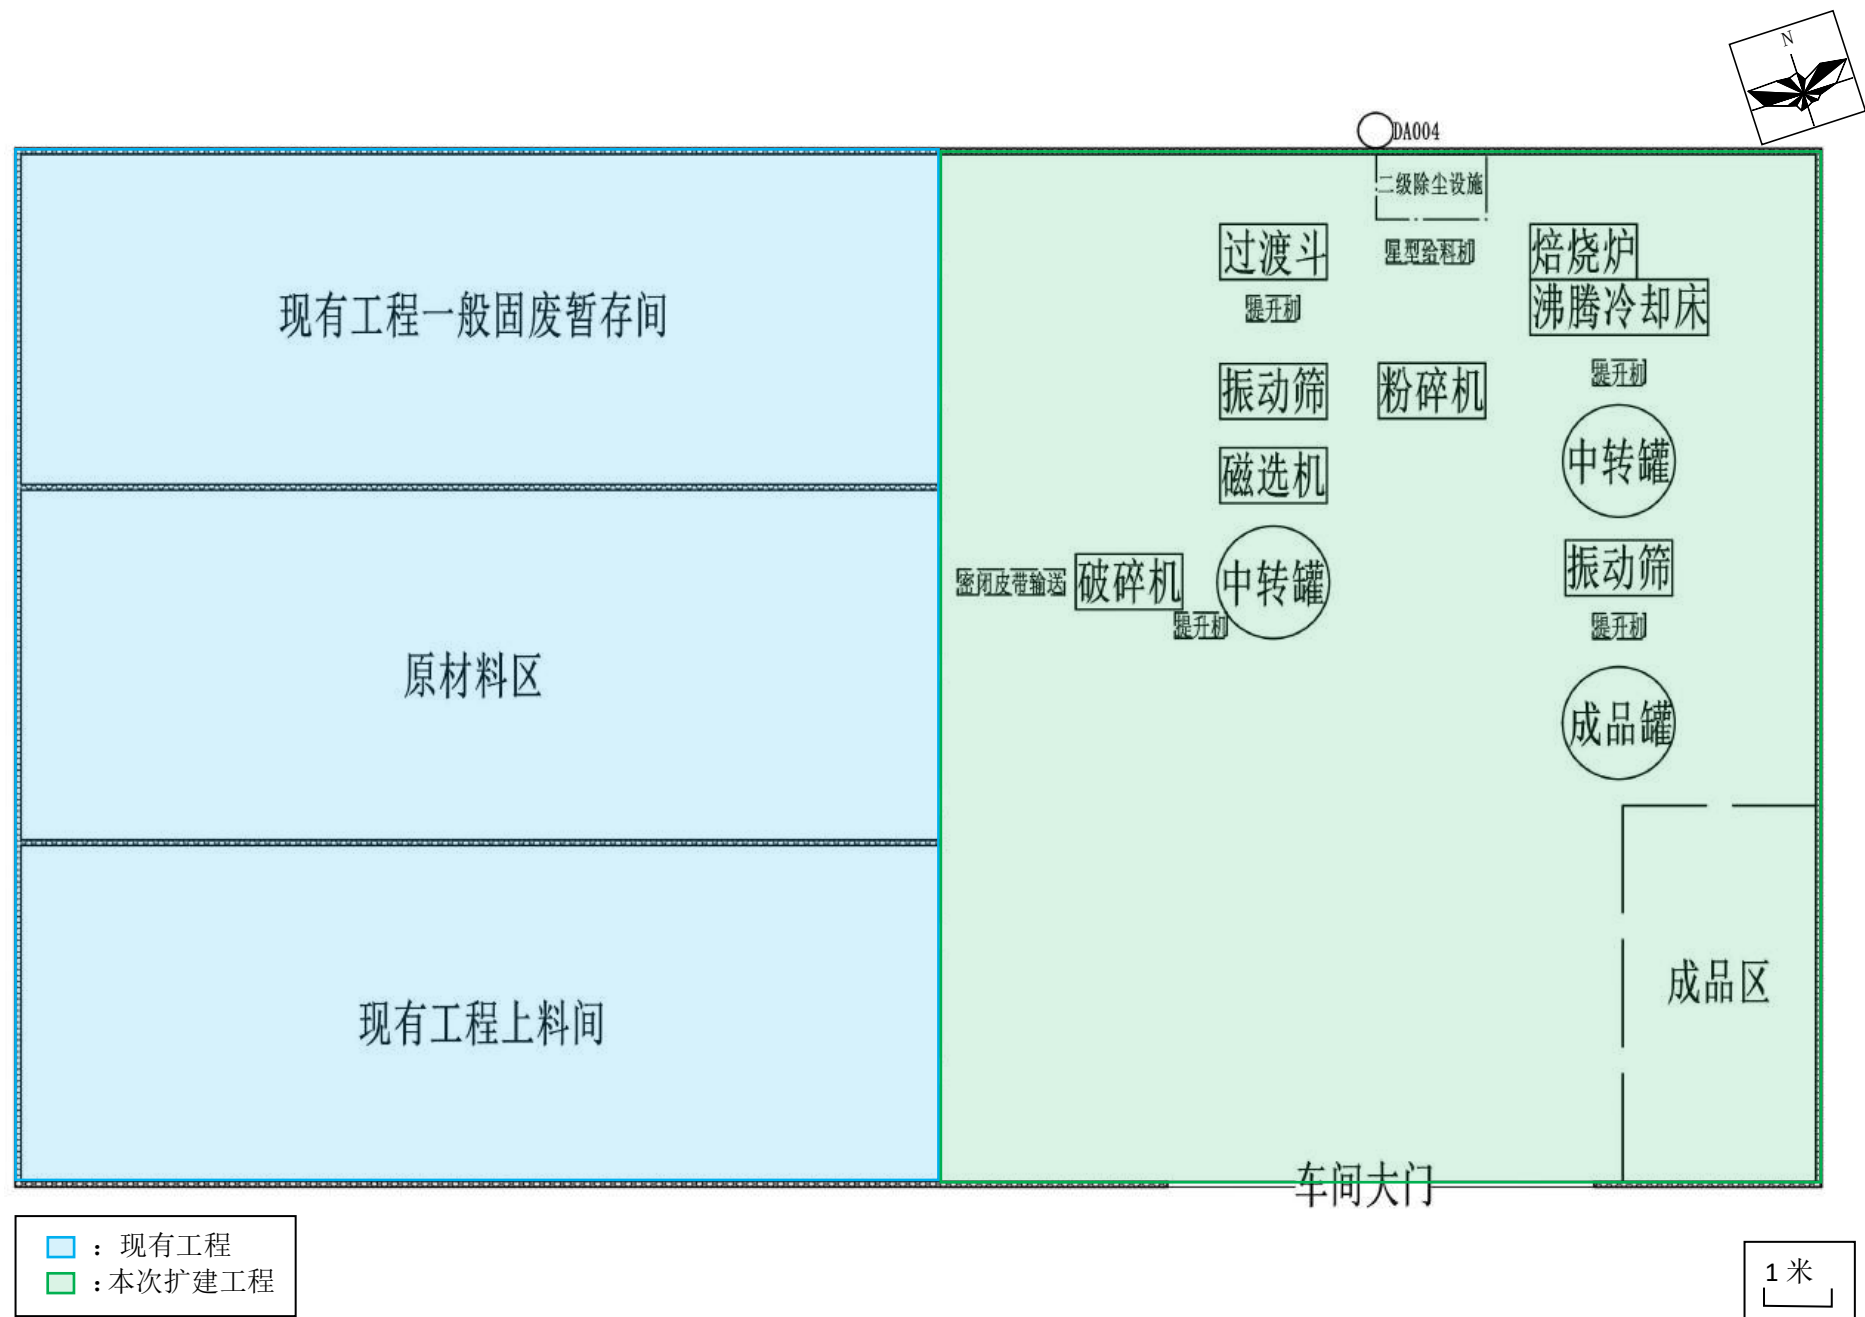 N
DA004
二级除尘设施
过渡斗
星型给料机
焙烧炉
提升机
沸腾冷却床
现有工程一般固废暂存间
振动筛
粉碎机
提升机
磁选机
中转罐
密闭皮带输送
破碎机
提升机
中转罐
振动筛
提升机
原材料区
成品罐
成品区
现有工程上料间
车间大门
：现有工程
：本次扩建工程
1 米